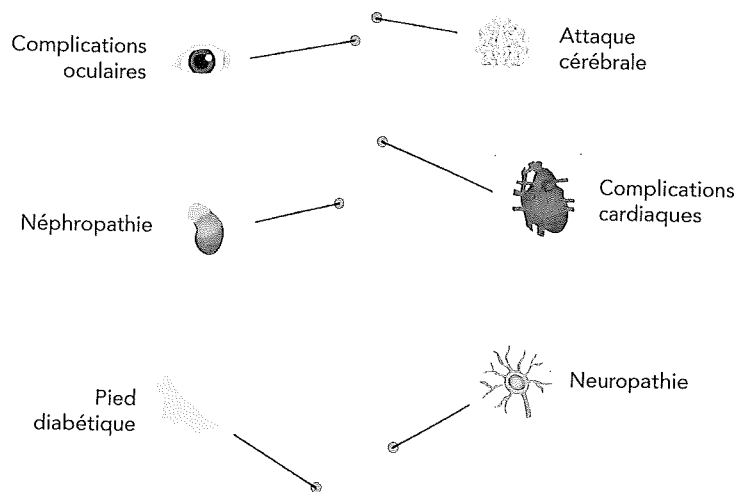 Complications
oculaires
Attaque
cérébrale
Néphropathie
Complications
cardiaques
Pied
diabétique
Neuropathie